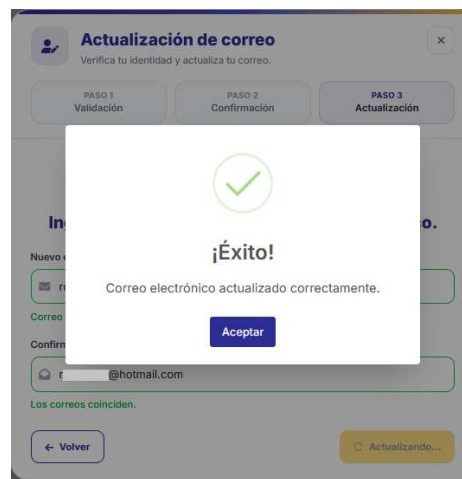 Actualización de correo
Verifica tu identidad y actualiza tu correo.
PASO 1
Validación
PASO 2
Confirmación
PASO 3
Actualización
¡Éxito!
Correo electrónico actualizado correctamente.
Aceptar
Nuevo
Correo
@hotmail.com
Los correos coinciden.
← Volver
Actualizando...